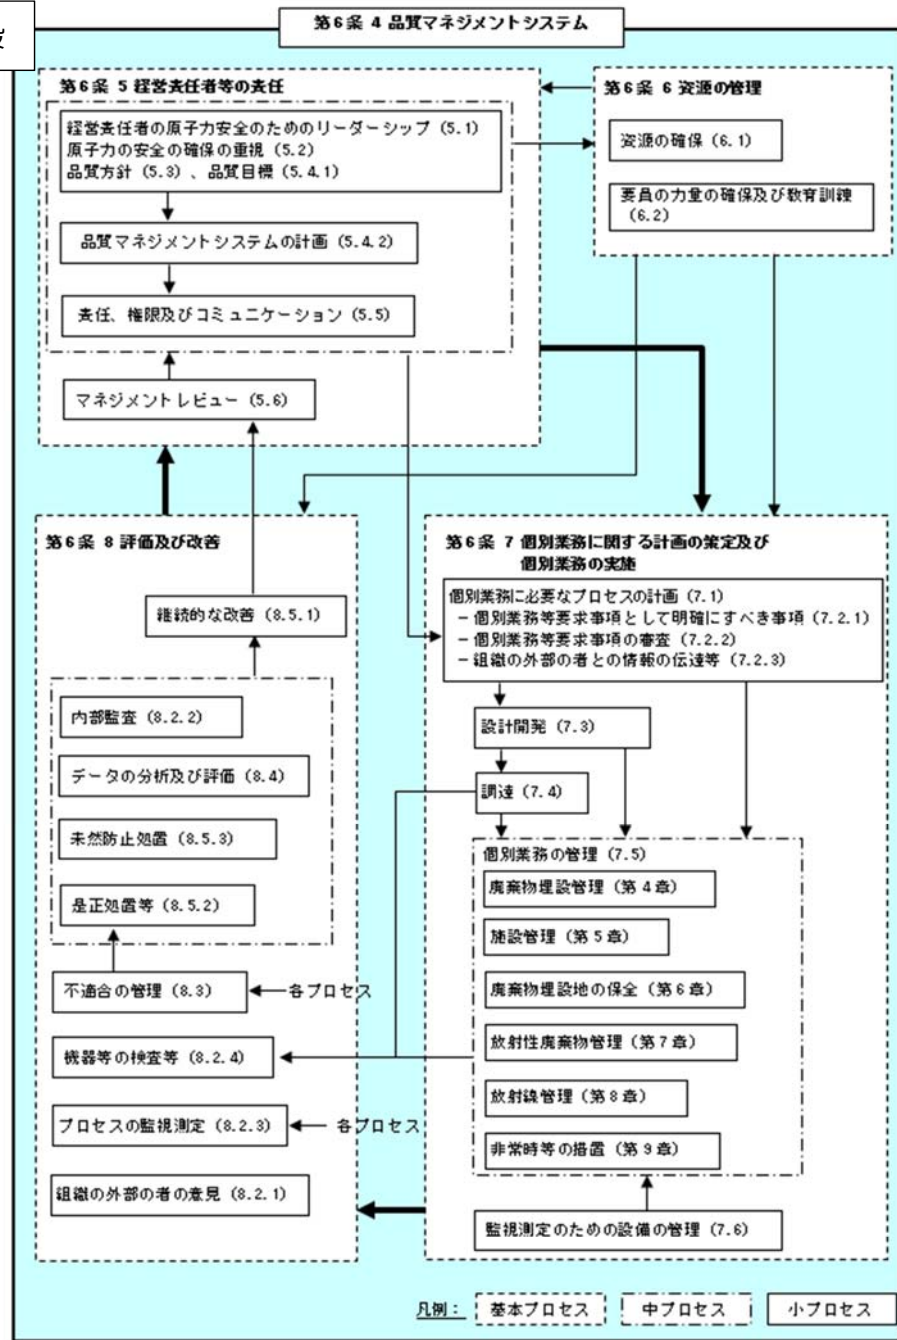 第6条 4 品質マネジメントシステム
第6条 5 経営責任者等の責任
経営責任者の原子力安全のためのリーダーシップ (5.1)
原子力の安全の確保の重視 (5.2)
品質方針 (5.3) 、品質目標 (5.4.1)
品質マネジメントシステムの計画 (5.4.2)
責任、権限及びコミュニケーション (5.5)
マネジメントレビュー (5.6)
第6条 6 資源の管理
資源の確保 (6.1)
要員の力量の確保及び教育訓練
(6.2)
第6条 8 評価及び改善
継続的な改善 (8.5.1)
内部監査 (8.2.2)
データの分析及び評価 (8.4)
未然防止処置 (8.5.3)
是正処置等 (8.5.2)
不適合の管理 (8.3)
各プロセス
機器等の検査等 (8.2.4)
プロセスの監視測定 (8.2.3)
各プロセス
組織の外部の者の意見 (8.2.1)
第6条 7 個別業務に関する計画の策定及び
個別業務の実施
個別業務に必要なプロセスの計画 (7.1)
－個別業務等要求事項として明確にすべき事項 (7.2.1)
－個別業務等要求事項の審査 (7.2.2)
－組織の外部の者との情報の伝達等 (7.2.3)
設計開発 (7.3)
調達 (7.4)
個別業務の管理 (7.5)
廃棄物埋設管理 (第4章)
施設管理 (第5章)
廃棄物埋設地の保全 (第6章)
放射性廃棄物管理 (第7章)
放射線管理 (第8章)
非常時等の措置 (第9章)
監視測定のための設備の管理 (7.6)
凡例：
基本プロセス
中プロセス
小プロセス